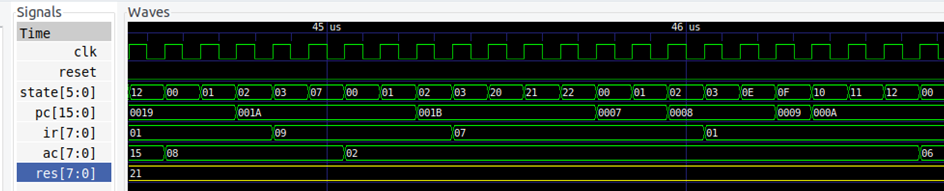 Signals Waves
Time 45 us 46 us
clk
reset
state[5:0] 12 00 01 02 03 07 00 01 02 03 20 21 22 00 01 02 03 0E 0F 10 11 12 00
pc[15:0] 0019 001A 001B 0007 0008 0009 000A
ir[7:0] 01 09 07 01
ac[7:0] 15 08 02 06
res[7:0] 21